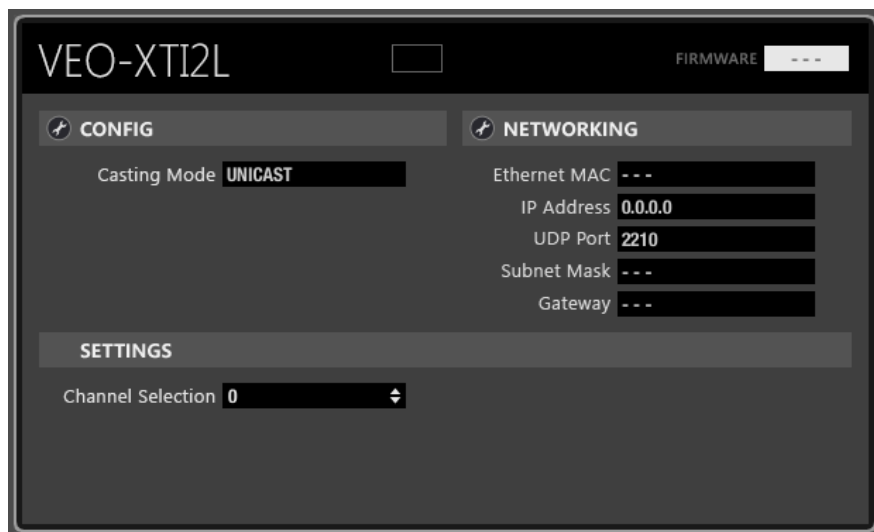 VEO-XTI2L
FIRMWARE - - -
CONFIG
Casting Mode UNICAST
NETWORKING
Ethernet MAC - - -
IP Address 0.0.0.0
UDP Port 2210
Subnet Mask - - -
Gateway - - -
SETTINGS
Channel Selection 0